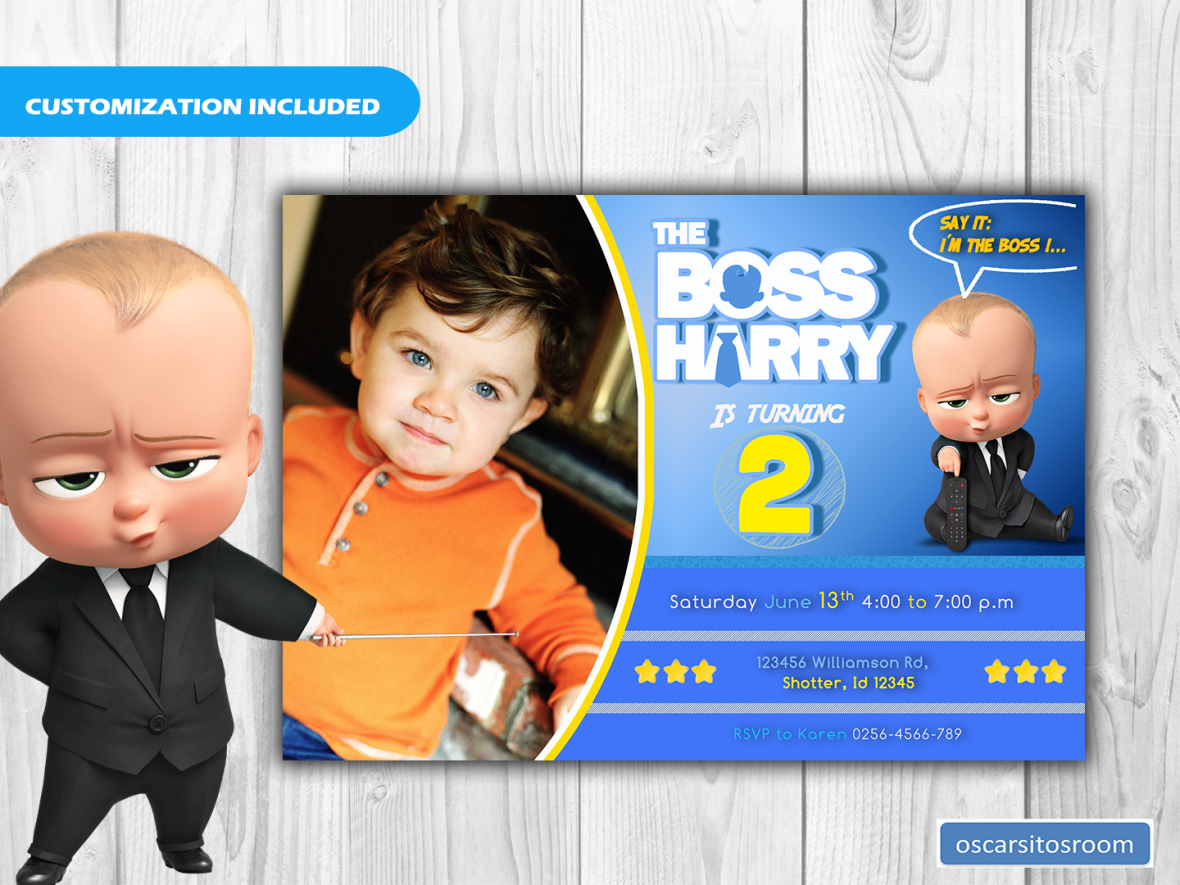 CUSTOMIZATION INCLUDED
SAY IT:
I'M THE BOSS !...
THE
BOSS
HARRY
IS TURNING
2
Saturday June 13th 4:00 to 7:00 p.m
123456 Williamson Rd,
Shotter, Id 12345
RSVP to Karen 0256-4566-789
oscarsitosroom